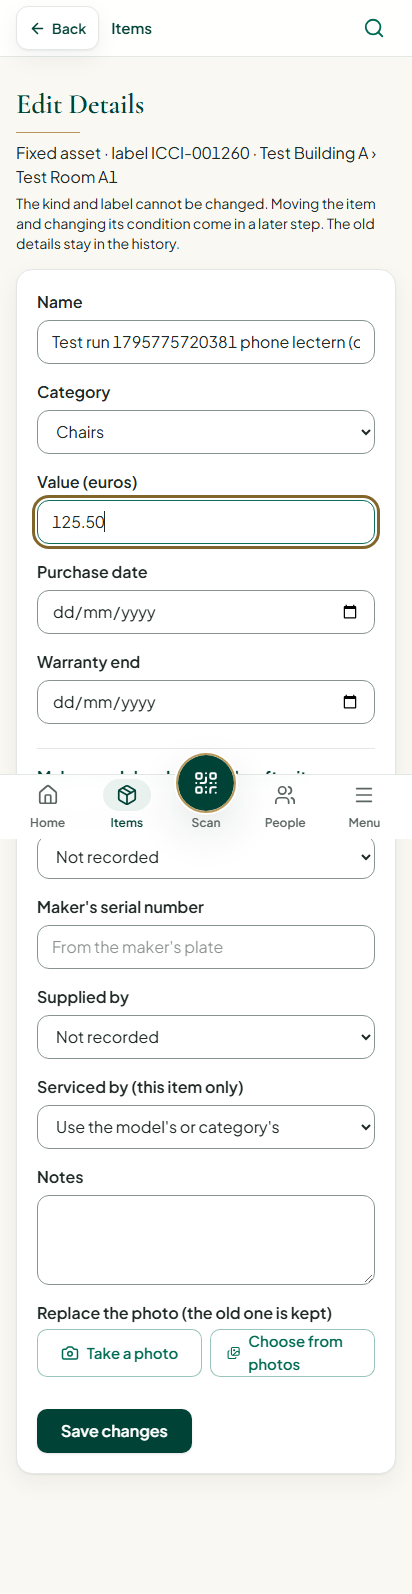 Back
Items
Edit Details
Fixed asset · label ICCI-001260 · Test Building A ›
Test Room A1
The kind and label cannot be changed. Moving the item
and changing its condition come in a later step. The old
details stay in the history.
Name
Test run 1795775720381 phone lectern (c
Category
Chairs
Value (euros)
125.50
Purchase date
dd/mm/yyyy
Warranty end
dd/mm/yyyy
Home
Items
Scan
People
Menu
Not recorded
Maker's serial number
From the maker's plate
Supplied by
Not recorded
Serviced by (this item only)
Use the model's or category's
Notes
Replace the photo (the old one is kept)
Take a photo
Choose from
photos
Save changes